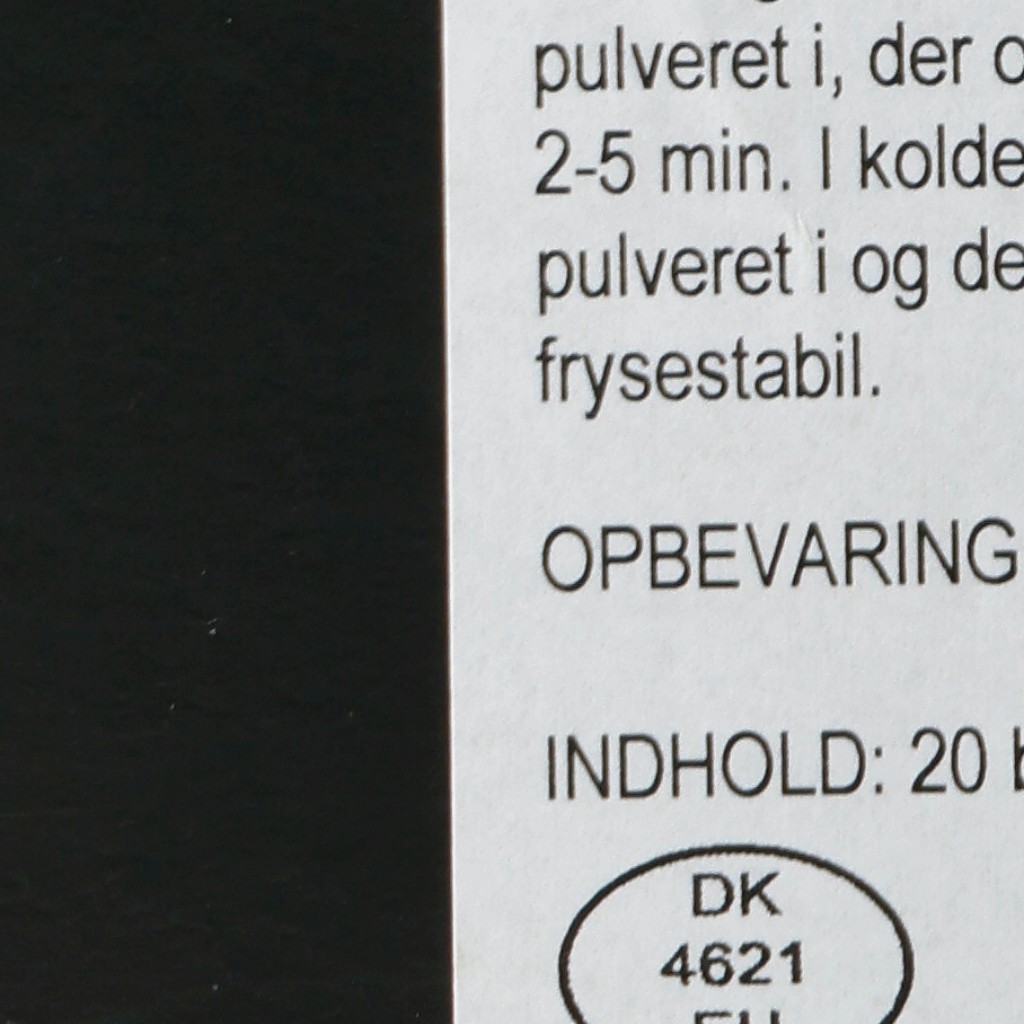 pulveret i, der
2-5 min. I kolde
pulveret i og de
frysestabil.
OPBEVARING
INDHOLD: 20
DK
4621